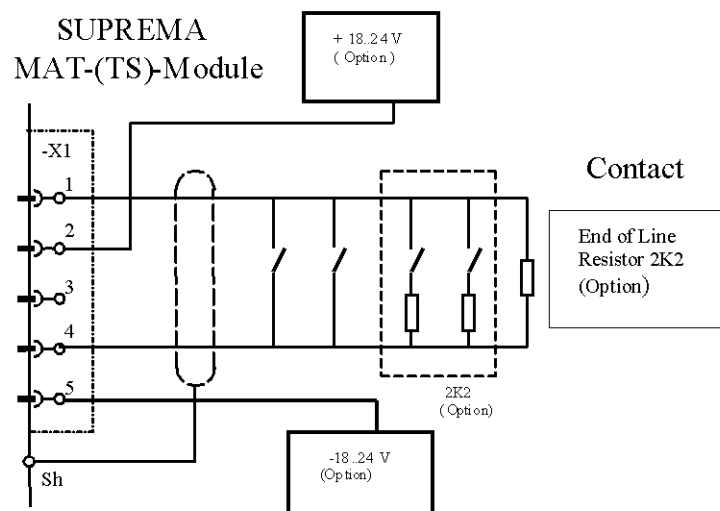 SUPREMA
MAT-(TS)-Module
+ 18..24 V
( Option )
-X1
1
2
3
4
5
Sh
Contact
End of Line
Resistor 2K2
(Option)
2K2
( Option)
-18..24 V
(Option)